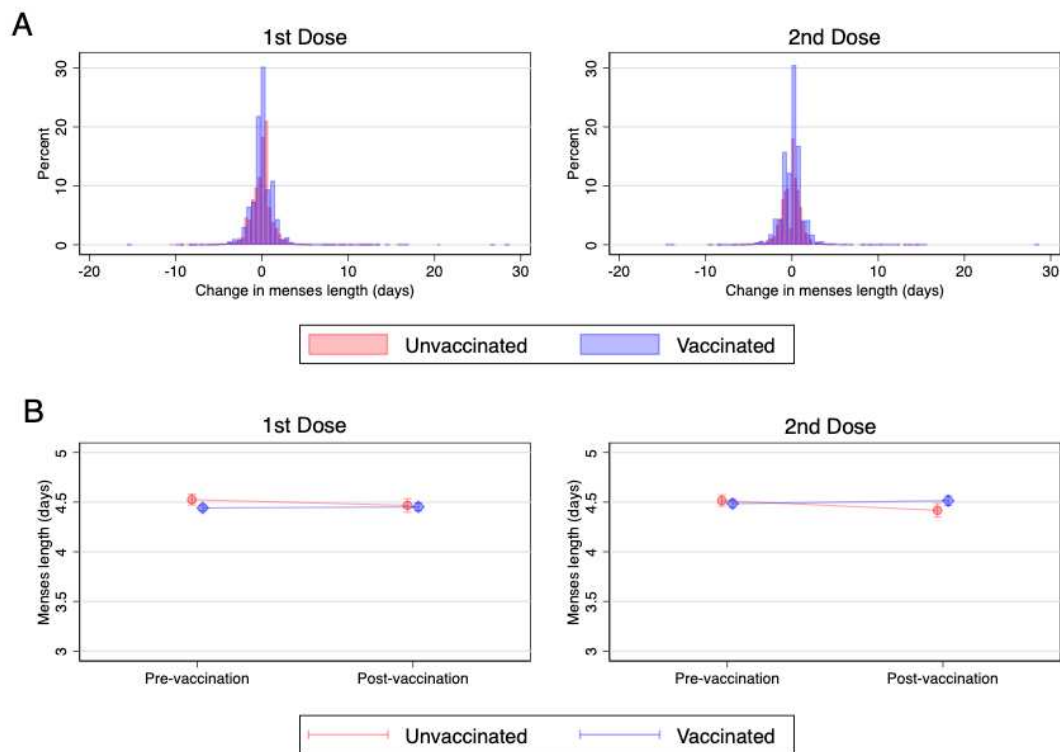 A
1st Dose 2nd Dose
Percent
30
20
10
0
-20 -10 0 10 20 30
Change in menses length (days)
Percent
30
20
10
0
-20 -10 0 10 20 30
Change in menses length (days)
Unvaccinated Vaccinated
B
1st Dose 2nd Dose
Menses length (days)
5
4.5
4
3.5
3
Pre-vaccination Post-vaccination
Menses length (days)
5
4.5
4
3.5
3
Pre-vaccination Post-vaccination
Unvaccinated Vaccinated